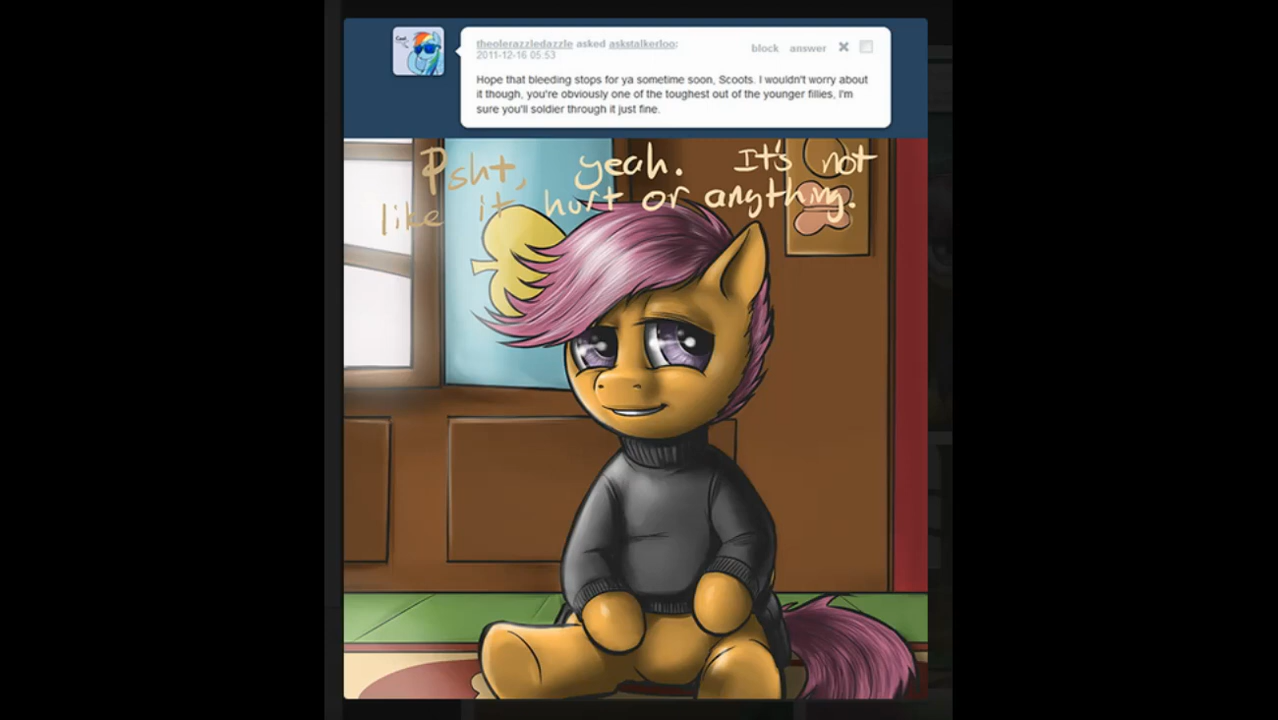 theolerazzledazzle asked askstalkerloo:
block answer
2011-12-16 05:53
Hope that bleeding stops for ya sometime soon, Scoots. I wouldn't worry about
it though, you're obviously one of the toughest out of the younger fillies, I'm
sure you'll soldier through it just fine.
Psht, yeah. It's not
like it hurt or anything.